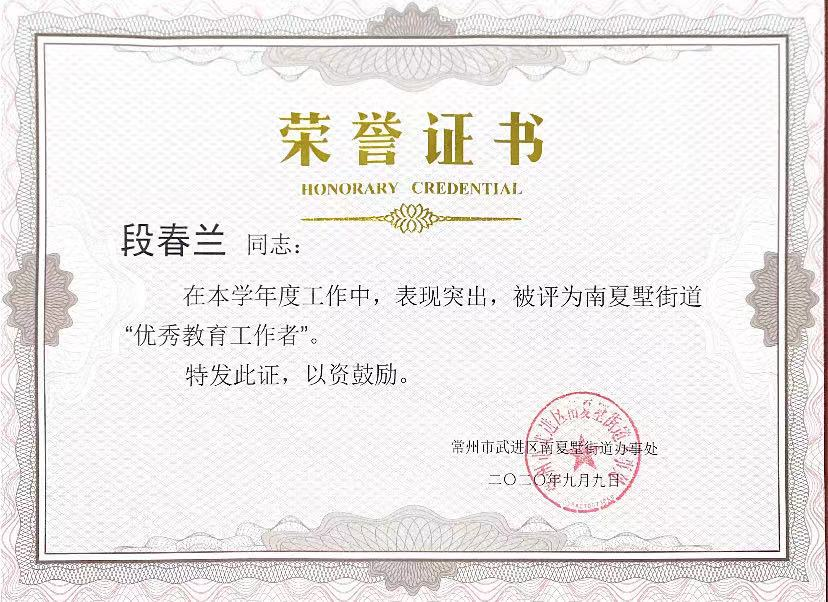 荣誉证书
HONORARY CREDENTIAL
段春兰 同志：
在本学年度工作中，表现突出，被评为南夏墅街道
“优秀教育工作者”。
特发此证，以资鼓励。
常州市武进区南夏墅街道办事处
二〇二〇年九月九日